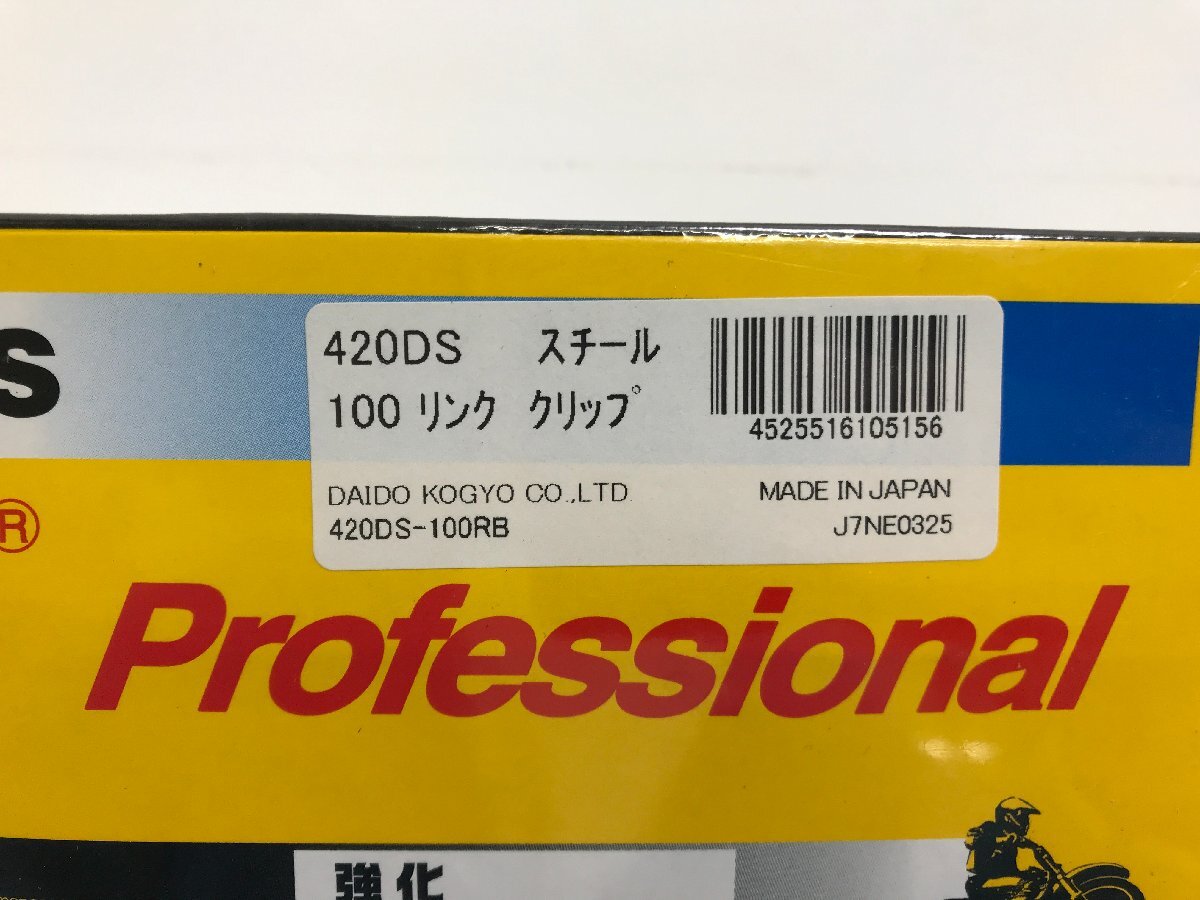 S
420DS スチール
100 リンク クリップ
4525516105156
DAIDO KOGYO CO.,LTD. MADE IN JAPAN
420DS-100RB J7NE0325
®
Professional
強化